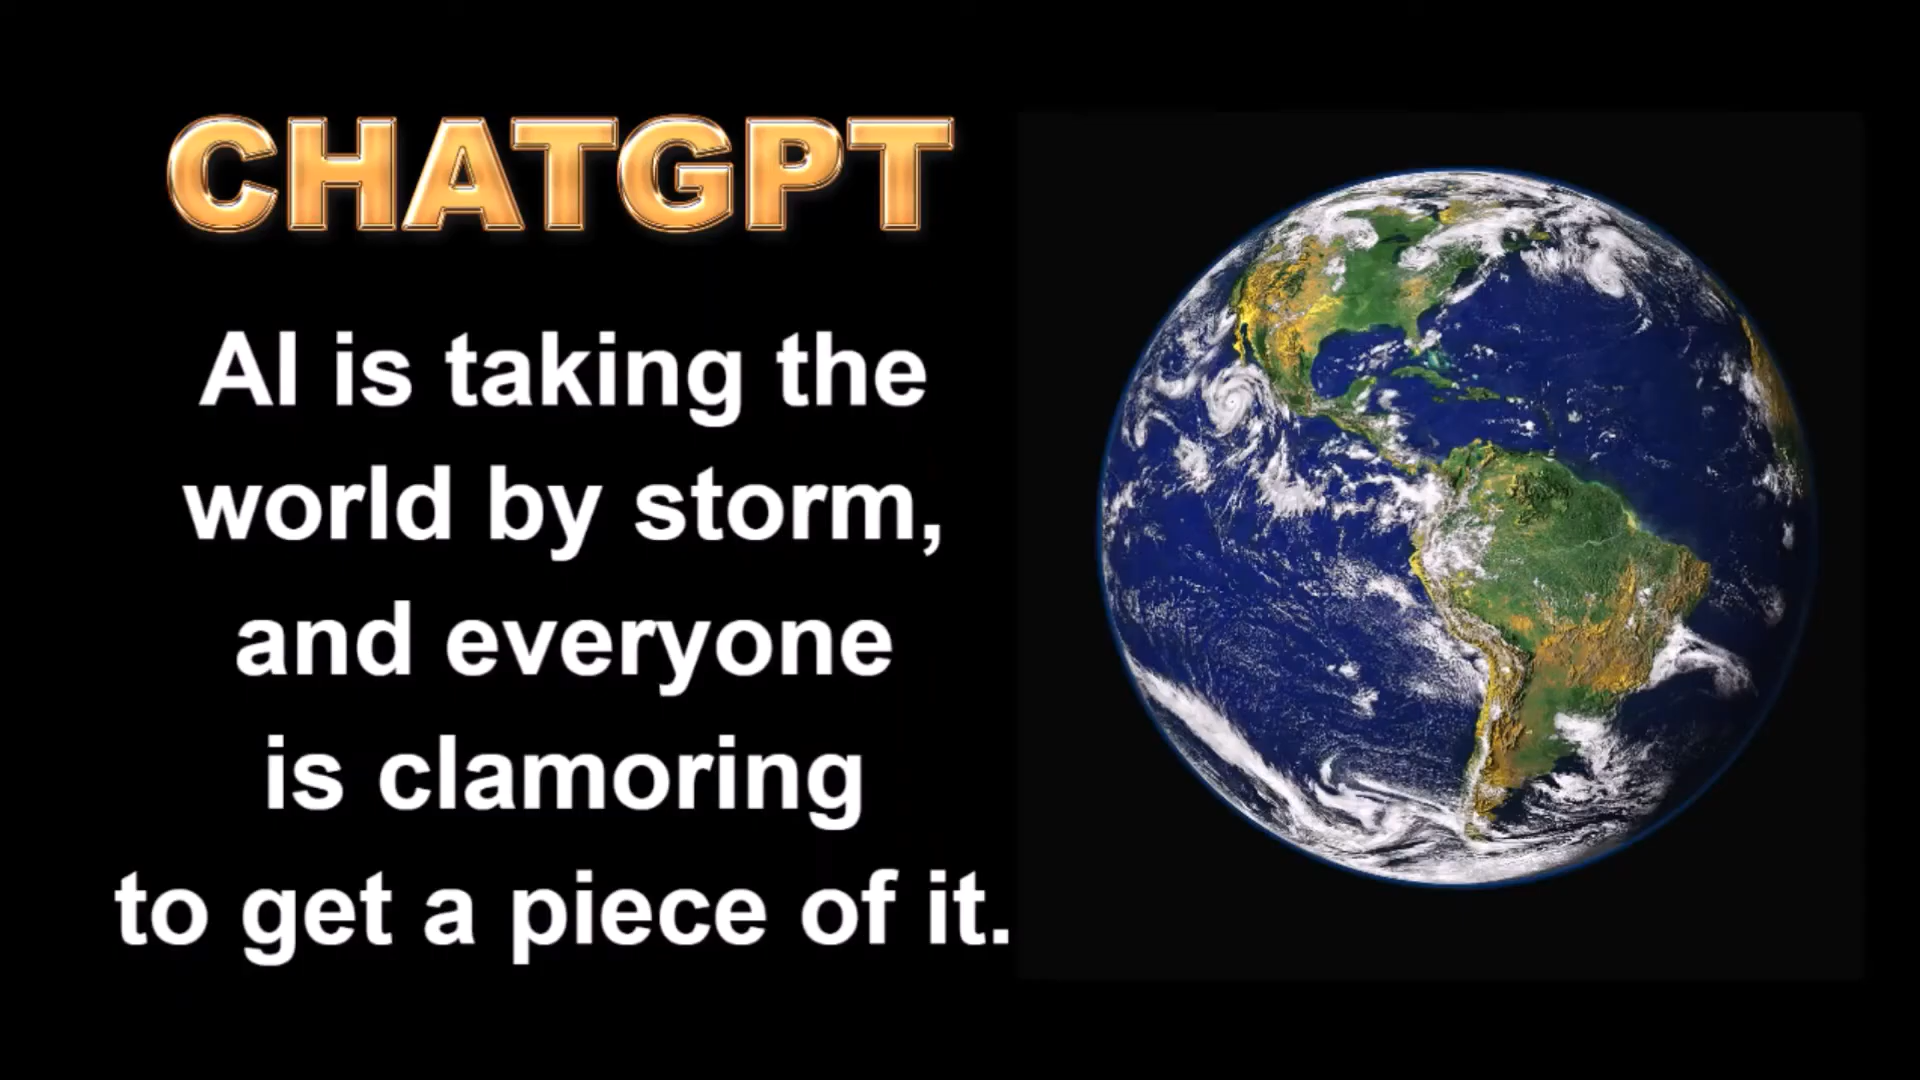 CHATGPT
AI is taking the
world by storm,
and everyone
is clamoring
to get a piece of it.